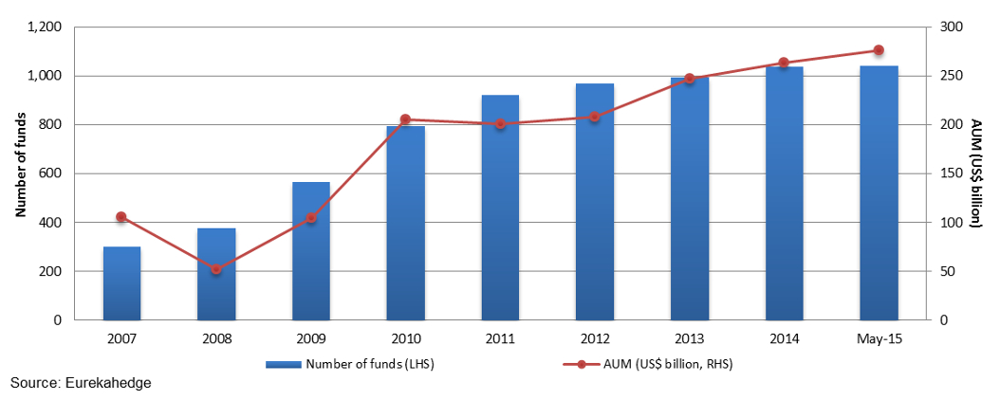 1,200
1,000
800
600
400
200
0
Number of funds
300
250
200
150
100
50
0
AUM (US$ billion)
2007 2008 2009 2010 2011 2012 2013 2014 May-15
Number of funds (LHS) AUM (US$ billion, RHS)
Source: Eurekahedge